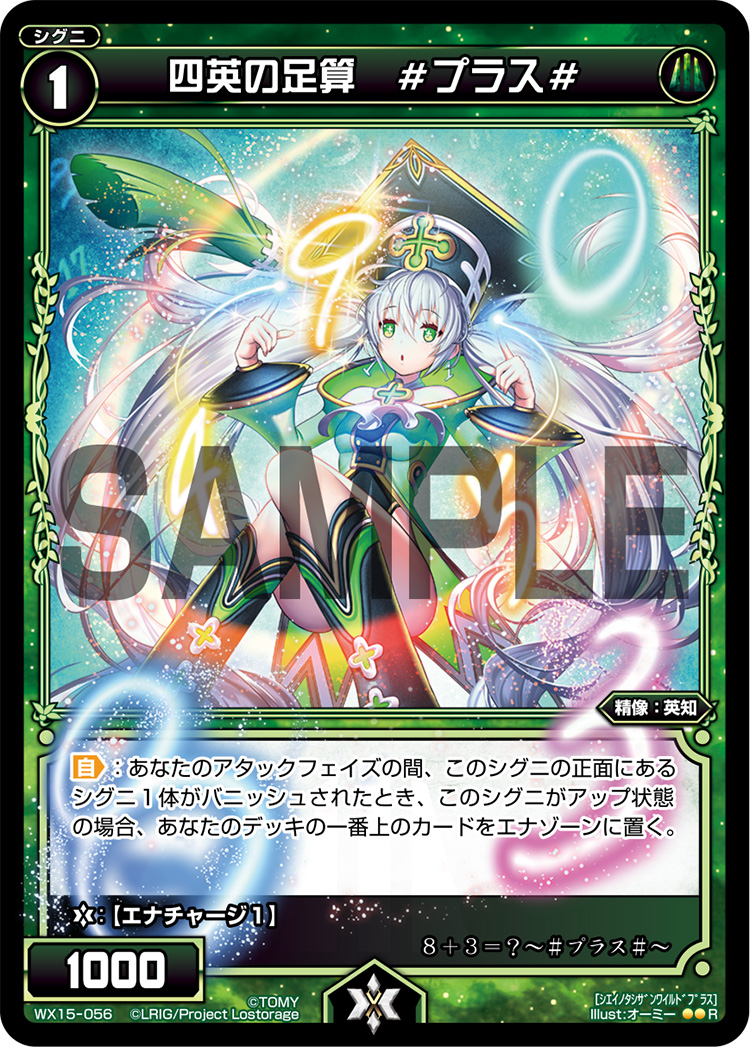 シグニ
1
四英の足算　#プラス#
9
0
17
4
SAMPLE
精像：英知
自：あなたのアタックフェイズの間、このシグニの正面にある
シグニ１体がバニッシュされたとき、このシグニがアップ状態
の場合、あなたのデッキの一番上のカードをエナゾーンに置く。
2
3
：【エナチャージ１】
８＋３＝？～＃プラス＃～
1000
©TOMY
WX15-056 ©LRIG/Project Lostorage
[シエイノタシザンワイルドプラス]
Illust:オーミー R